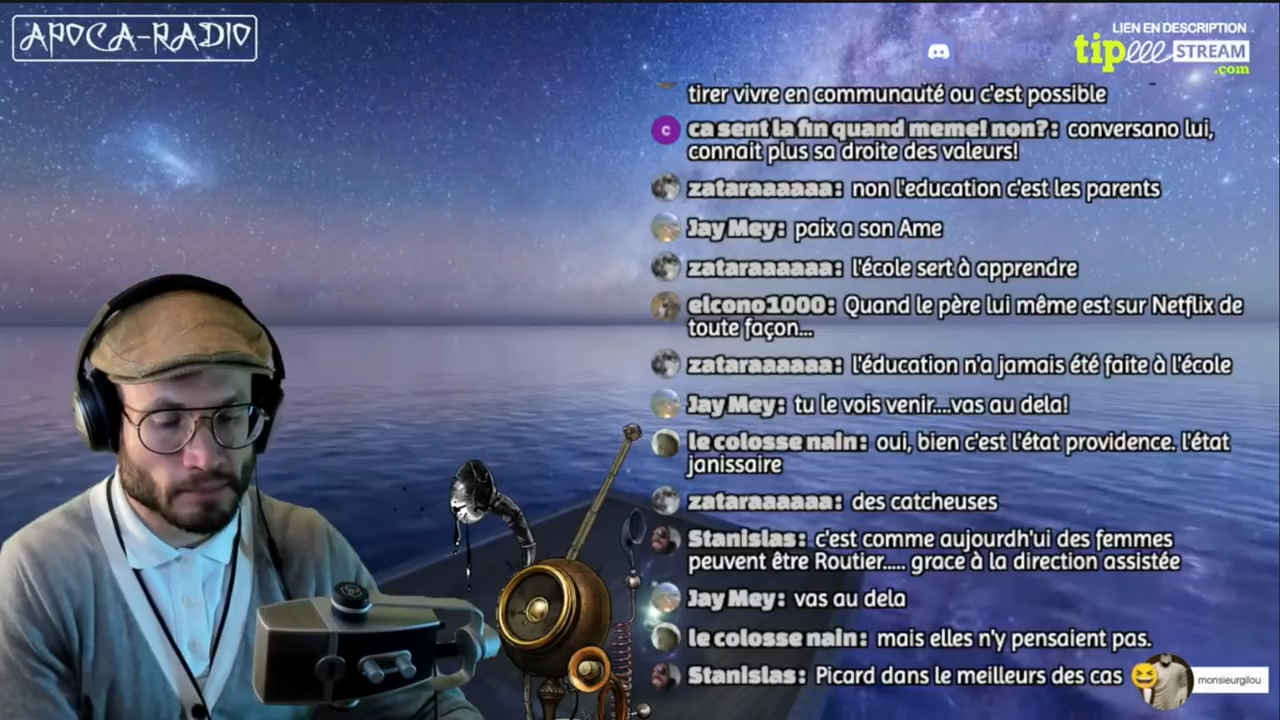 APOCA-RADIO
LIEN EN DESCRIPTION
tipeee STREAM
.com
tirer vivre en communauté ou c'est possible
c ca sent la fin quand meme! non?: conversano lui,
connait plus sa droite des valeurs!
zataraaaaaa: non l'education c'est les parents
Jay Mey: paix a son Ame
zataraaaaaa: l'école sert à apprendre
elcono1000: Quand le père lui même est sur Netflix de
toute façon...
zataraaaaaa: l'éducation n'a jamais été faite à l'école
Jay Mey: tu le vois venir....vas au dela!
le colosse nain: oui, bien c'est l'état providence. l'état
janissaire
zataraaaaaa: des catcheuses
Stanislas: c'est comme aujourdh'ui des femmes
peuvent être Routier..... grace à la direction assistée
Jay Mey: vas au dela
le colosse nain: mais elles n'y pensaient pas.
Stanislas: Picard dans le meilleurs des cas 😆
monsieurgilou